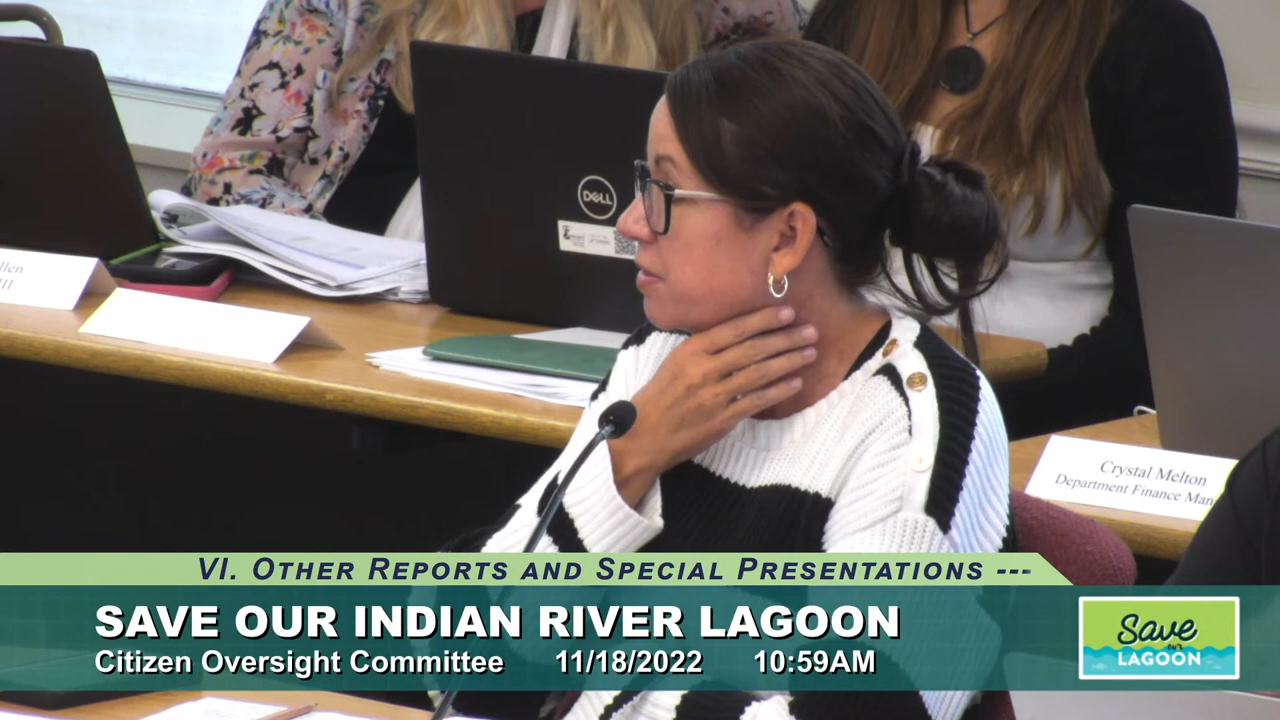 DELL
III
Crystal Melton
Department Finance Man
VI. OTHER REPORTS AND SPECIAL PRESENTATIONS ---
SAVE OUR INDIAN RIVER LAGOON
Citizen Oversight Committee 11/18/2022 10:59AM
Save
our
LAGOON